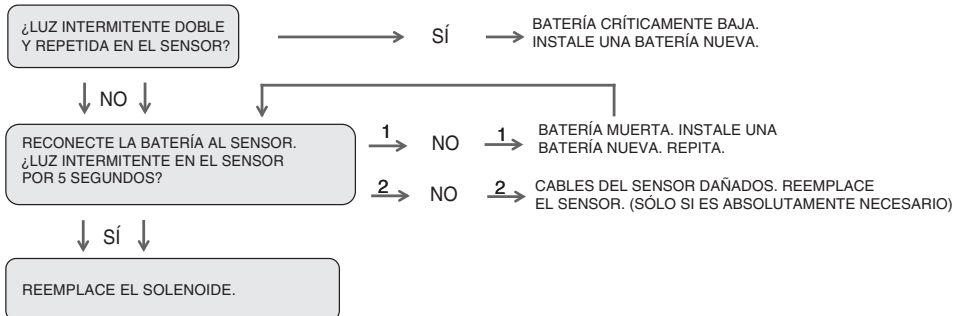 ¿LUZ INTERMITENTE DOBLE
Y REPETIDA EN EL SENSOR?
SÍ
BATERÍA CRÍTICAMENTE BAJA.
INSTALE UNA BATERÍA NUEVA.
NO
RECONECTE LA BATERÍA AL SENSOR.
¿LUZ INTERMITENTE EN EL SENSOR
POR 5 SEGUNDOS?
1
NO
1
BATERÍA MUERTA. INSTALE UNA
BATERÍA NUEVA. REPITA.
2
NO
2
CABLES DEL SENSOR DAÑADOS. REEMPLACE
EL SENSOR. (SÓLO SI ES ABSOLUTAMENTE NECESARIO)
SÍ
REEMPLACE EL SOLENOIDE.